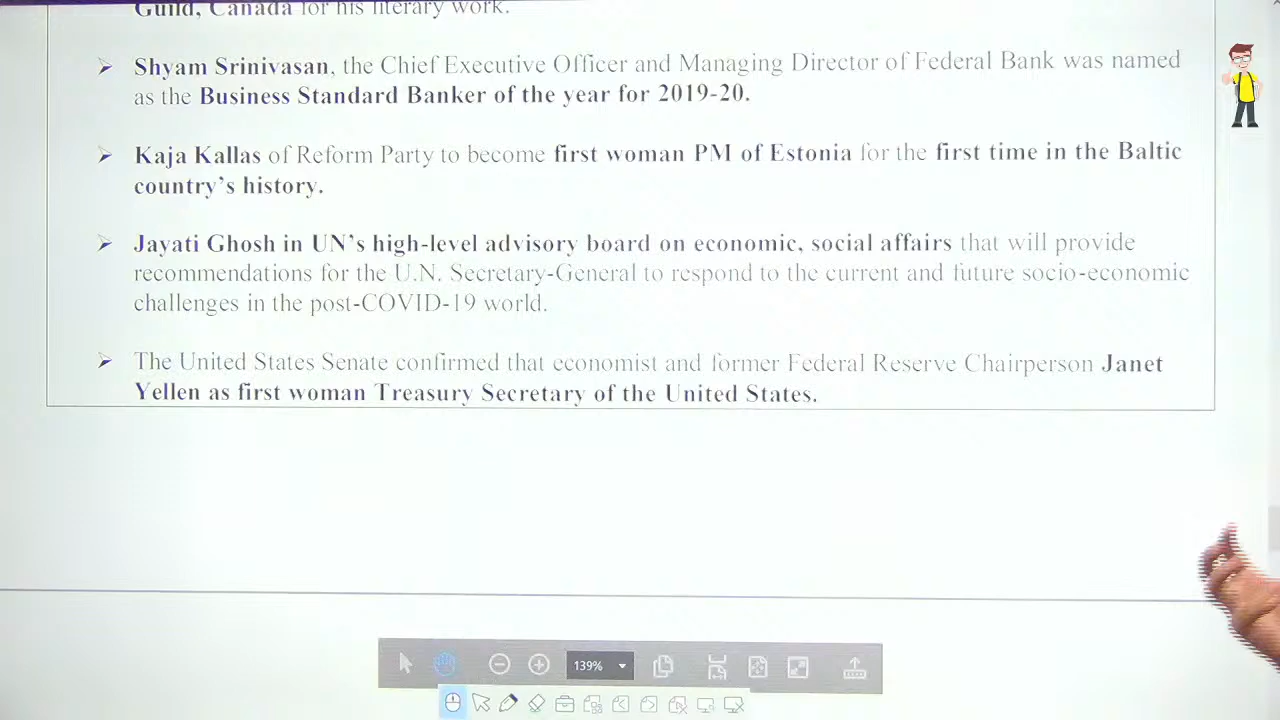 Guild, Canada for his literary work.
Shyam Srinivasan, the Chief Executive Officer and Managing Director of Federal Bank was named
as the Business Standard Banker of the year for 2019-20.
Kaja Kallas of Reform Party to become first woman PM of Estonia for the first time in the Baltic
country's history.
Jayati Ghosh in UN's high-level advisory board on economic, social affairs that will provide
recommendations for the U.N. Secretary-General to respond to the current and future socio-economic
challenges in the post-COVID-19 world.
The United States Senate confirmed that economist and former Federal Reserve Chairperson Janet
Yellen as first woman Treasury Secretary of the United States.
139%